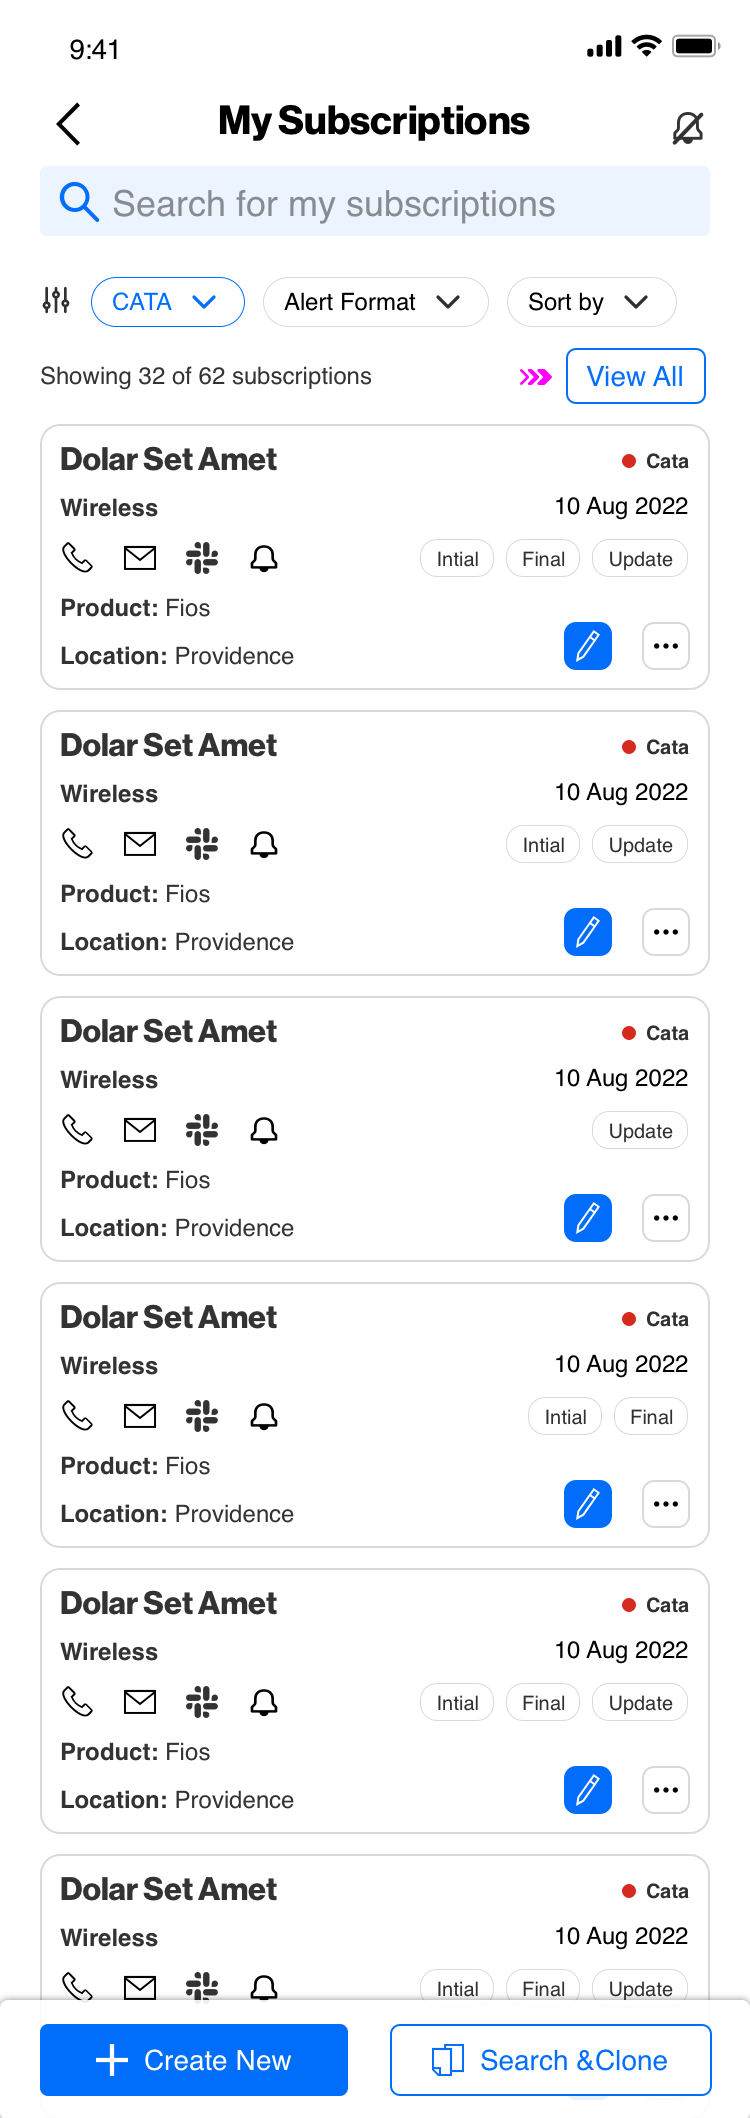 9:41
My Subscriptions
Search for my subscriptions
CATA Alert Format Sort by
Showing 32 of 62 subscriptions View All
Dolar Set Amet Cata
Wireless 10 Aug 2022
Intial Final Update
Product: Fios
Location: Providence
Dolar Set Amet Cata
Wireless 10 Aug 2022
Intial Update
Product: Fios
Location: Providence
Dolar Set Amet Cata
Wireless 10 Aug 2022
Update
Product: Fios
Location: Providence
Dolar Set Amet Cata
Wireless 10 Aug 2022
Intial Final
Product: Fios
Location: Providence
Dolar Set Amet Cata
Wireless 10 Aug 2022
Intial Final Update
Product: Fios
Location: Providence
Dolar Set Amet Cata
Wireless 10 Aug 2022
Intial Final Update
Create New Search &Clone